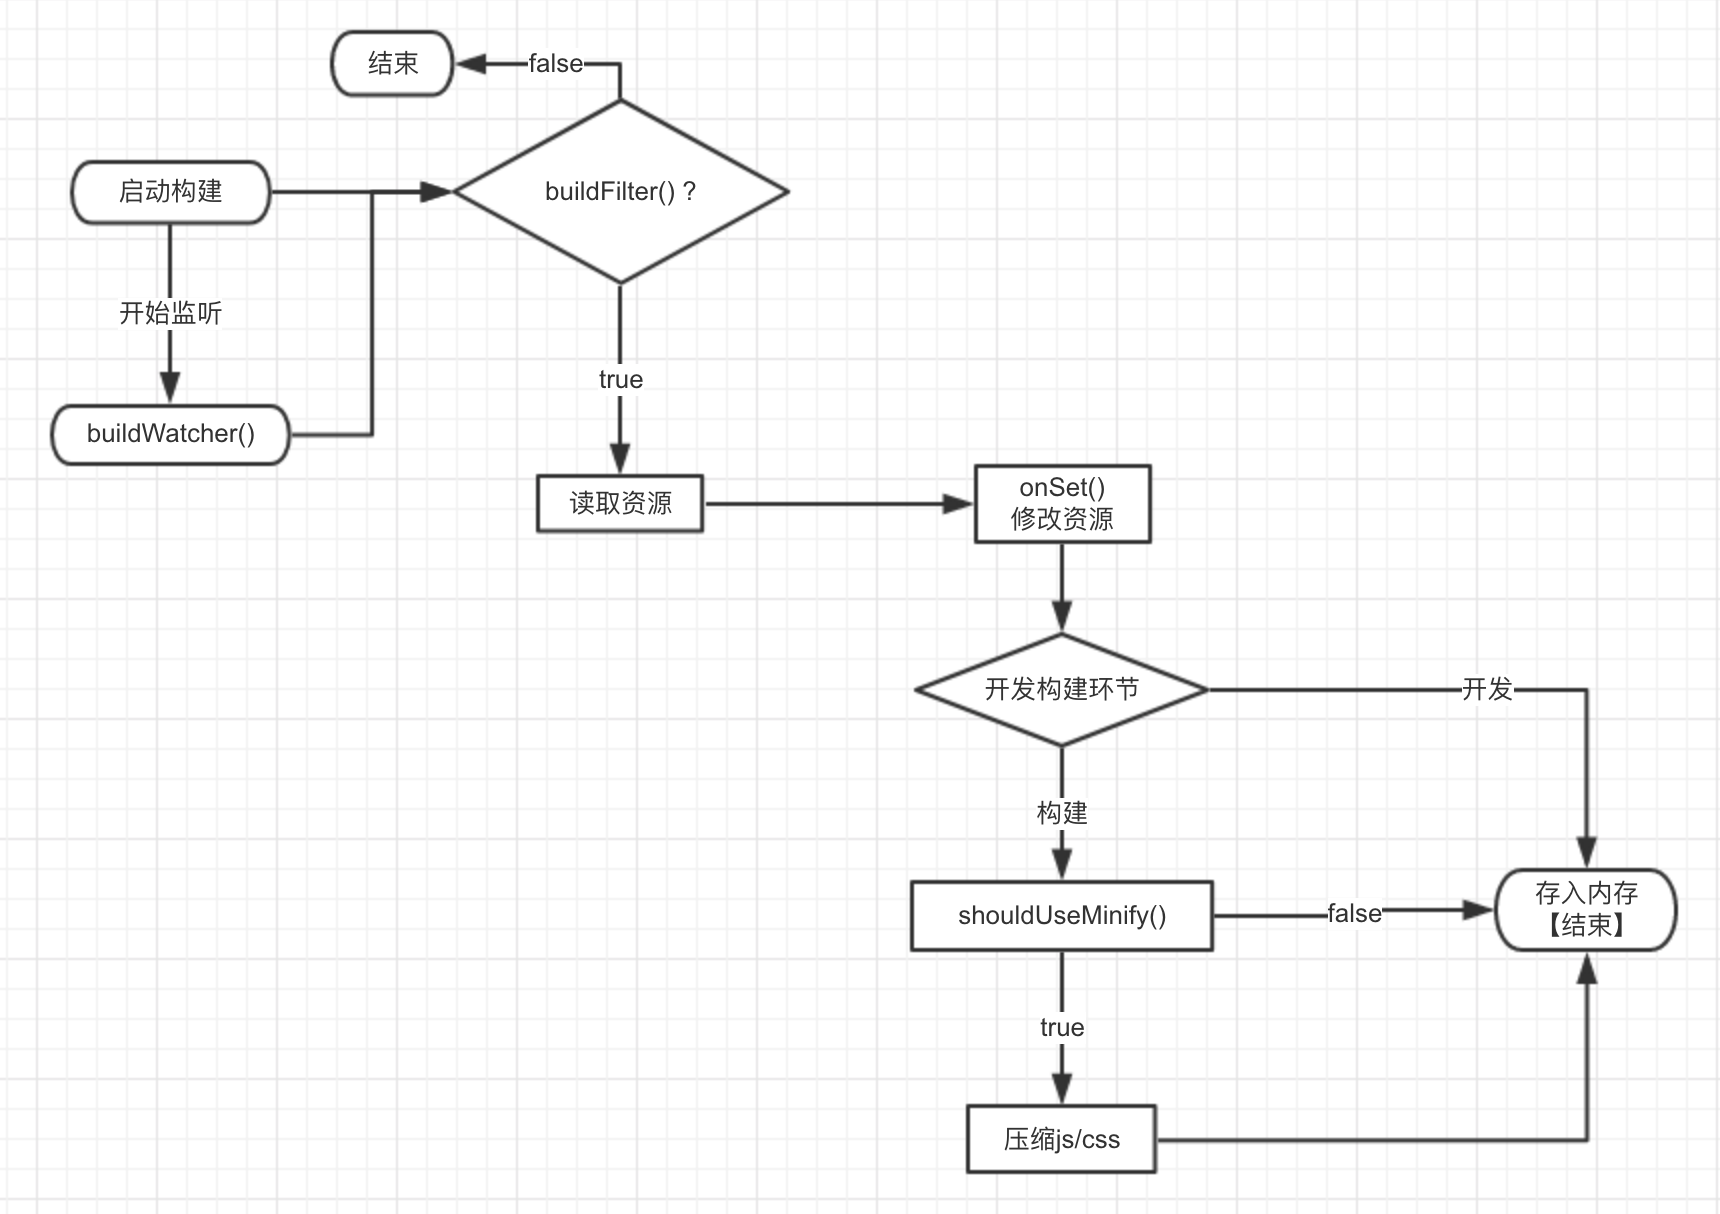 结束
false
启动构建
buildFilter() ?
开始监听
true
buildWatcher()
读取资源
onSet()
修改资源
开发构建环节
开发
构建
shouldUseMinify()
false
存入内存
【结束】
true
压缩js/css